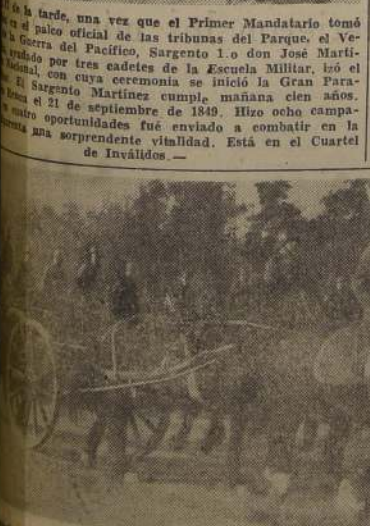 de la tarde, una vez que el Primer Mandatario tomó
en el palco oficial de las tribunas del Parque, el Ve-
la Guerra del Pacífico, Sargento 1.o don José Martí-
ayudado por tres cadetes de la Escuela Militar, izó el
Nacional, con cuya ceremonia se inició la Gran Para-
El Sargento Martínez cumple mañana cien años.
el 21 de septiembre de 1849. Hizo ocho campa-
cuatro oportunidades fué enviado a combatir en la
una sorprendente vitalidad. Está en el Cuartel
de Inválidos.—